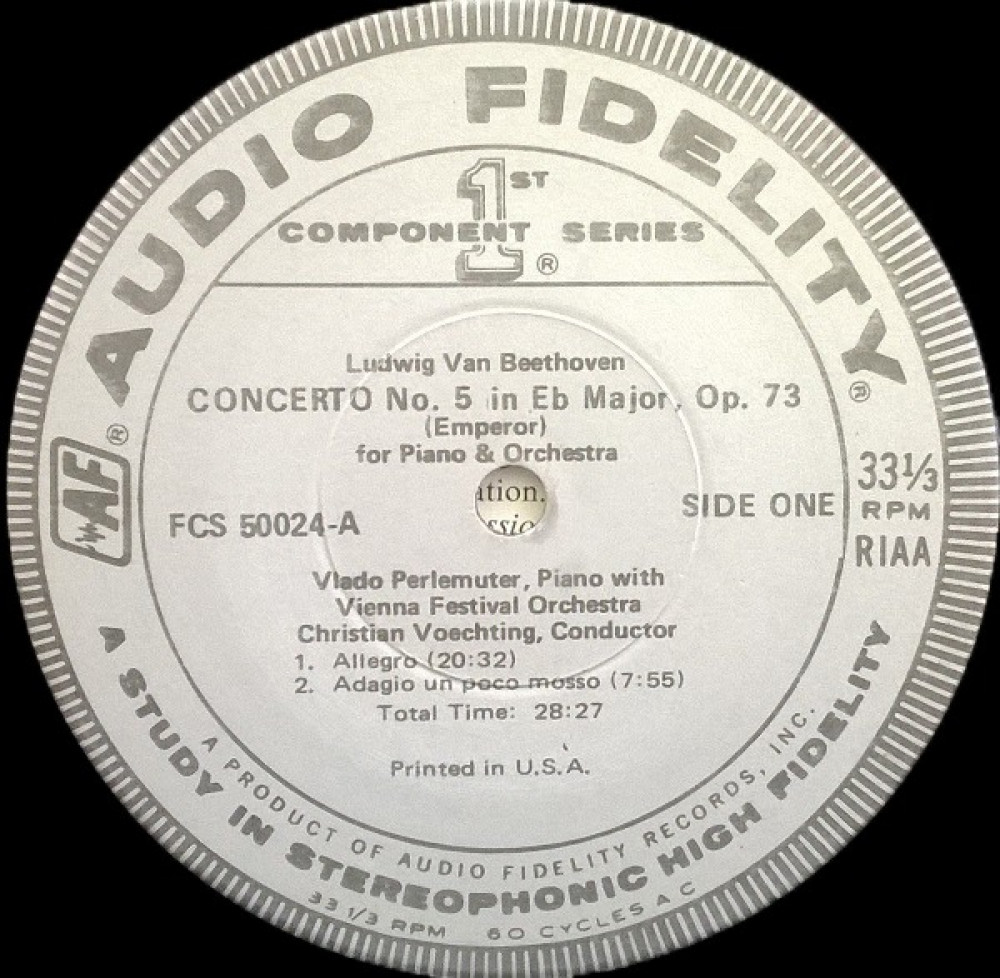 AUDIO FIDELITY ®
1ST
COMPONENT SERIES
®
Ludwig Van Beethoven
CONCERTO No. 5 in Eb Major, Op. 73
(Emperor)
for Piano & Orchestra
AF ®
33⅓
RPM
RIAA
FCS 50024-A
SIDE ONE
ation.
ssio
Vlado Perlemuter, Piano with
Vienna Festival Orchestra
Christian Voechting, Conductor
1. Allegro (20:32)
2. Adagio un poco mosso (7:55)
Total Time: 28:27
Printed in U.S.A.
A PRODUCT OF AUDIO FIDELITY RECORDS, INC.
A STUDY IN STEREOPHONIC HIGH FIDELITY
33 1/3 RPM 60 CYCLES A C